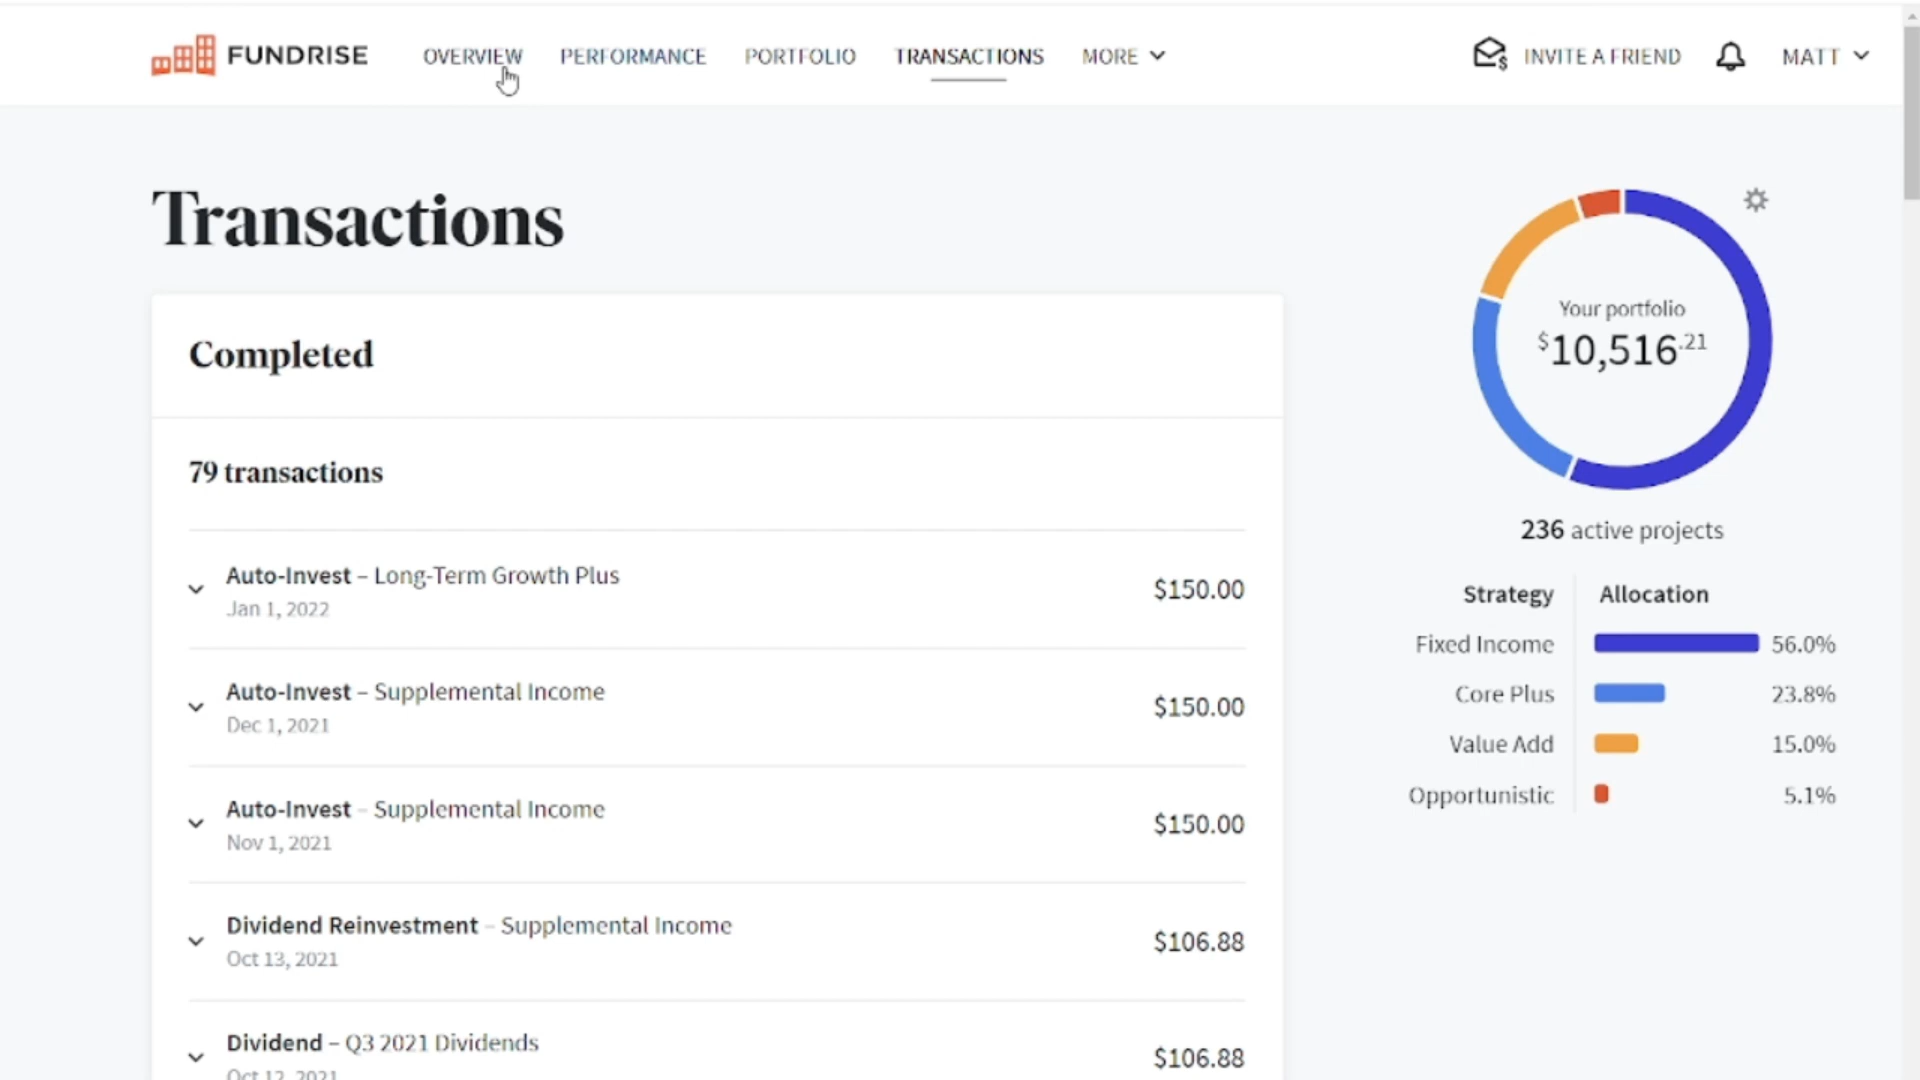 FUNDRISE OVERVIEW PERFORMANCE PORTFOLIO TRANSACTIONS MORE INVITE A FRIEND MATT
Transactions
Completed
79 transactions
Auto-Invest – Long-Term Growth Plus $150.00
Jan 1, 2022
Auto-Invest – Supplemental Income $150.00
Dec 1, 2021
Auto-Invest – Supplemental Income $150.00
Nov 1, 2021
Dividend Reinvestment – Supplemental Income $106.88
Oct 13, 2021
Dividend – Q3 2021 Dividends $106.88
Oct 12, 2021
Your portfolio
$10,516.21
236 active projects
Strategy Allocation
Fixed Income 56.0%
Core Plus 23.8%
Value Add 15.0%
Opportunistic 5.1%